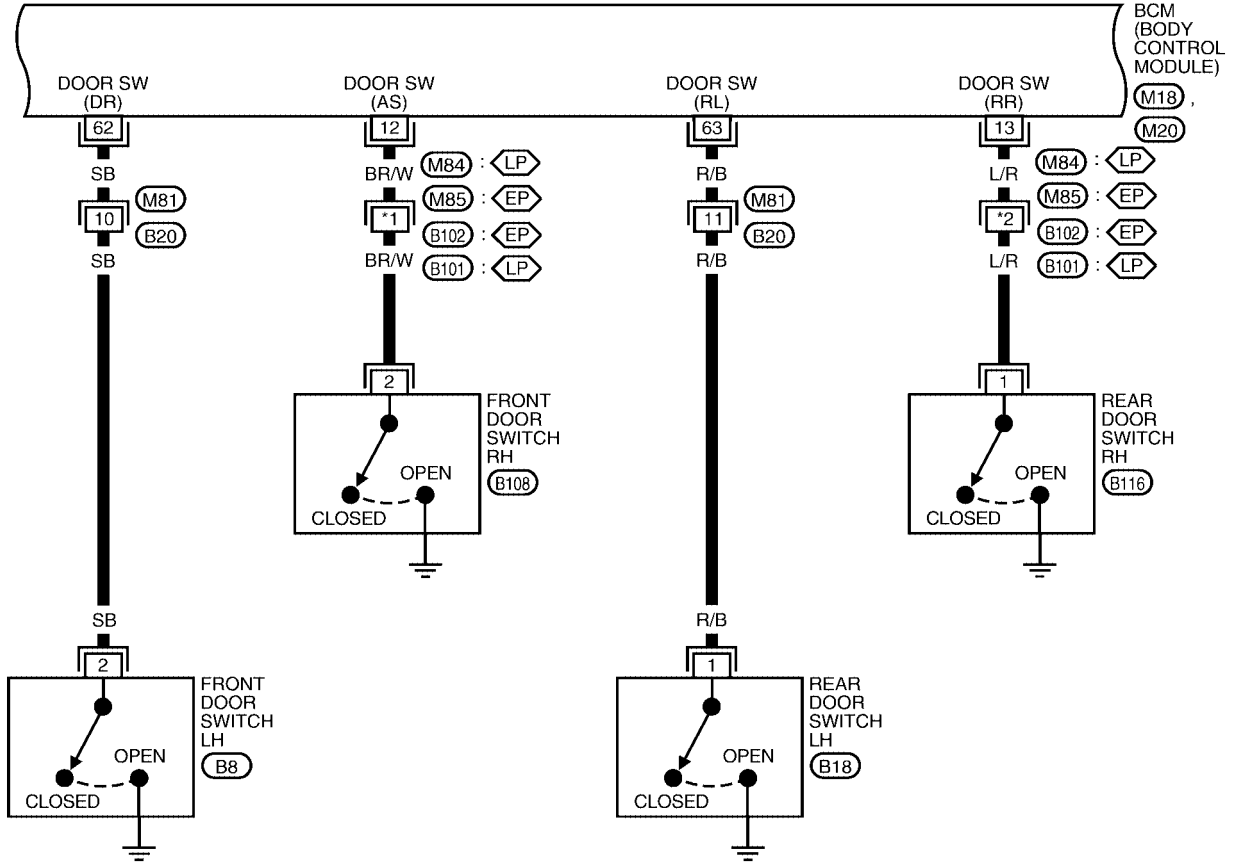 BCM
(BODY
CONTROL
MODULE)
M18 ,
M20
DOOR SW
(DR)
DOOR SW
(AS)
DOOR SW
(RL)
DOOR SW
(RR)
62
12
63
13
SB
BR/W
R/B
L/R
M84 : LP
M85 : EP
B102 : EP
B101 : LP
M84 : LP
M85 : EP
B102 : EP
B101 : LP
M81
B20
M81
B20
10
*1
11
*2
SB
BR/W
R/B
L/R
2
FRONT
DOOR
SWITCH
RH
B108
OPEN
CLOSED
1
REAR
DOOR
SWITCH
RH
B116
OPEN
CLOSED
SB
R/B
2
FRONT
DOOR
SWITCH
LH
B8
OPEN
CLOSED
1
REAR
DOOR
SWITCH
LH
B18
OPEN
CLOSED